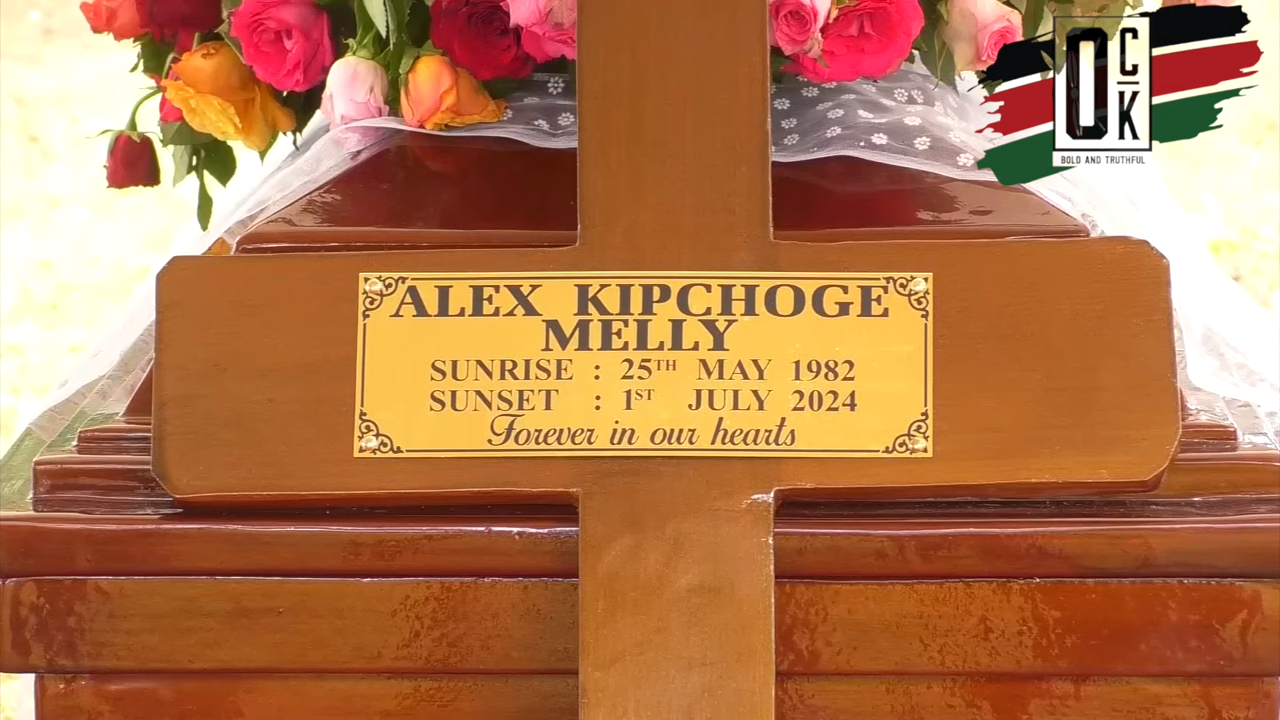 OCK
BOLD AND TRUTHFUL
ALEX KIPCHOGE
MELLY
SUNRISE : 25TH MAY 1982
SUNSET : 1ST JULY 2024
Forever in our hearts